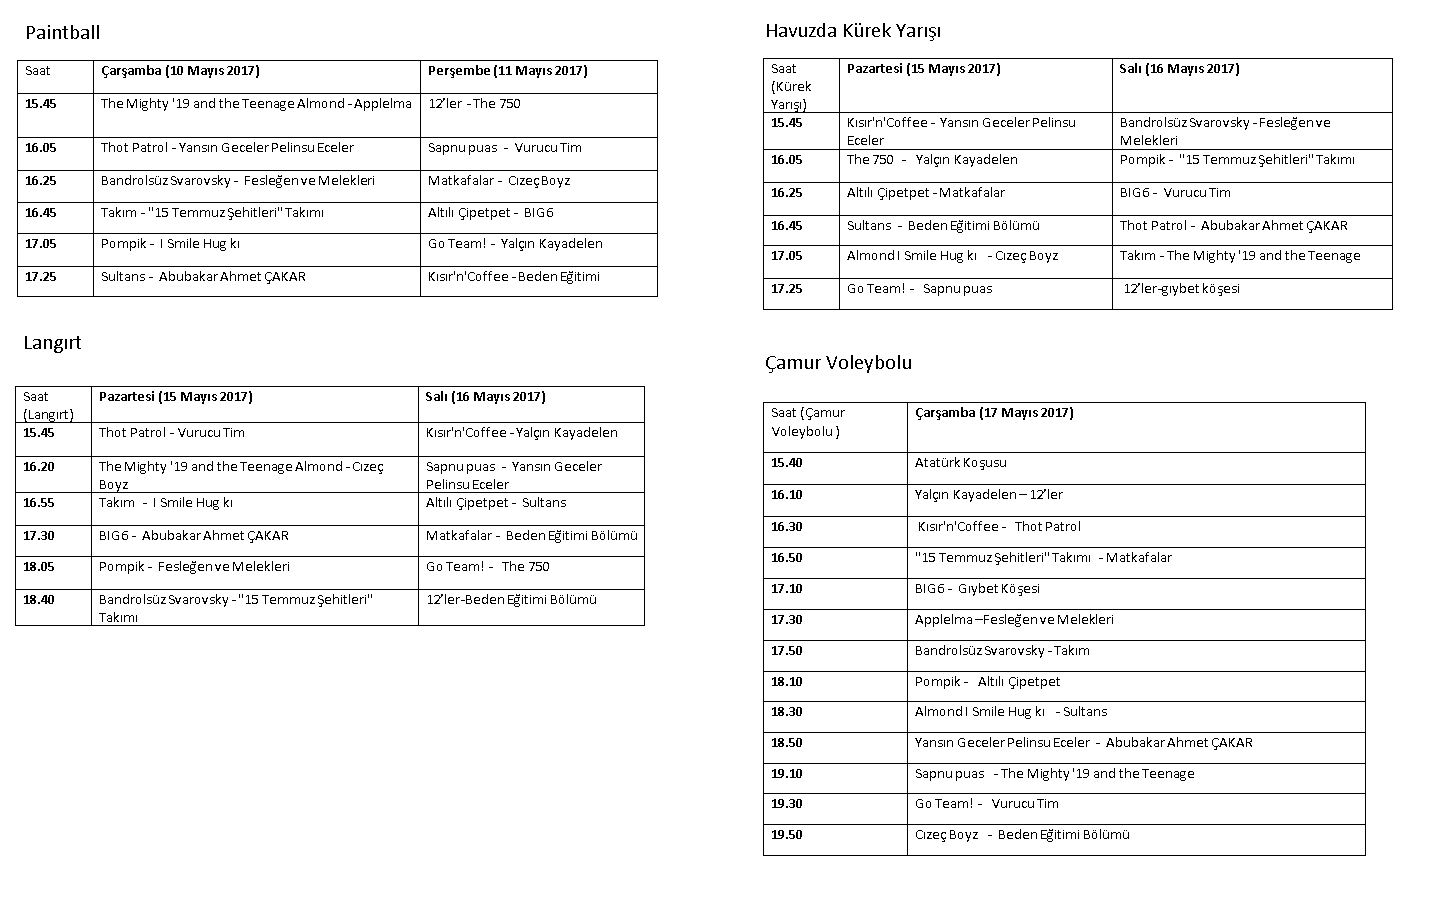 Paintball
Saat Çarşamba (10 Mayıs 2017) Perşembe (11 Mayıs 2017)
15.45 The Mighty '19 and the Teenage Almond - Applelma 12'ler - The 750
16.05 Thot Patrol - Yansın Geceler Pelinsu Eceler Sapnu puas - Vurucu Tim
16.25 Bandrolsüz Svarovsky - Fesleğen ve Melekleri Matkafalar - Cızeç Boyz
16.45 Takım - "15 Temmuz Şehitleri" Takımı Altılı Çipetpet - BIG6
17.05 Pompik - I Smile Hug kı Go Team! - Yalçın Kayadelen
17.25 Sultans - Abubakar Ahmet ÇAKAR Kısır'n'Coffee - Beden Eğitimi
Langırt
Saat
(Langırt)
Pazartesi (15 Mayıs 2017) Salı (16 Mayıs 2017)
15.45 Thot Patrol - Vurucu Tim Kısır'n'Coffee - Yalçın Kayadelen
16.20 The Mighty '19 and the Teenage Almond - Cızeç
Boyz
Sapnu puas - Yansın Geceler
Pelinsu Eceler
16.55 Takım - I Smile Hug kı Altılı Çipetpet - Sultans
17.30 BIG6 - Abubakar Ahmet ÇAKAR Matkafalar - Beden Eğitimi Bölümü
18.05 Pompik - Fesleğen ve Melekleri Go Team! - The 750
18.40 Bandrolsüz Svarovsky - "15 Temmuz Şehitleri"
Takımı
12'ler-Beden Eğitimi Bölümü
Havuzda Kürek Yarışı
Saat
(Kürek
Yarışı)
Pazartesi (15 Mayıs 2017) Salı (16 Mayıs 2017)
15.45 Kısır'n'Coffee - Yansın Geceler Pelinsu
Eceler
Bandrolsüz Svarovsky - Fesleğen ve
Melekleri
16.05 The 750 - Yalçın Kayadelen Pompik - "15 Temmuz Şehitleri" Takımı
16.25 Altılı Çipetpet - Matkafalar BIG6 - Vurucu Tim
16.45 Sultans - Beden Eğitimi Bölümü Thot Patrol - Abubakar Ahmet ÇAKAR
17.05 Almond I Smile Hug kı - Cızeç Boyz Takım - The Mighty '19 and the Teenage
17.25 Go Team! - Sapnu puas 12'ler-gıybet köşesi
Çamur Voleybolu
Saat (Çamur
Voleybolu )
Çarşamba (17 Mayıs 2017)
15.40 Atatürk Koşusu
16.10 Yalçın Kayadelen – 12'ler
16.30 Kısır'n'Coffee - Thot Patrol
16.50 "15 Temmuz Şehitleri" Takımı - Matkafalar
17.10 BIG6 - Gıybet Köşesi
17.30 Applelma –Fesleğen ve Melekleri
17.50 Bandrolsüz Svarovsky - Takım
18.10 Pompik - Altılı Çipetpet
18.30 Almond I Smile Hug kı - Sultans
18.50 Yansın Geceler Pelinsu Eceler - Abubakar Ahmet ÇAKAR
19.10 Sapnu puas - The Mighty '19 and the Teenage
19.30 Go Team! - Vurucu Tim
19.50 Cızeç Boyz - Beden Eğitimi Bölümü